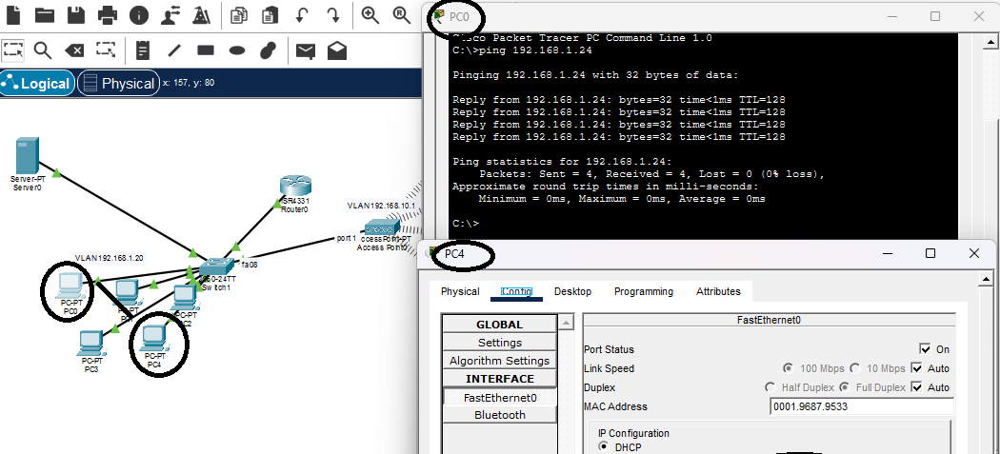 Logical
Physical
x: 157, y: 80
Server-PT
Server0
ISR4331
Router0
VLAN192.168.10.1
port 1
ccessPoint-PT
Access Point0
VLAN192.168.1.20
fa08
Switch1
PC-PT
PC0
PC-PT
PC-PT
PC2
PC-PT
PC3
PC-PT
PC4
PC0
Cisco Packet Tracer PC Command Line 1.0
C:\>ping 192.168.1.24
Pinging 192.168.1.24 with 32 bytes of data:
Reply from 192.168.1.24: bytes=32 time<1ms TTL=128
Reply from 192.168.1.24: bytes=32 time<1ms TTL=128
Reply from 192.168.1.24: bytes=32 time<1ms TTL=128
Reply from 192.168.1.24: bytes=32 time<1ms TTL=128
Ping statistics for 192.168.1.24:
Packets: Sent = 4, Received = 4, Lost = 0 (0% loss),
Approximate round trip times in milli-seconds:
Minimum = 0ms, Maximum = 0ms, Average = 0ms
C:\>
PC4
Physical Config Desktop Programming Attributes
GLOBAL
Settings
Algorithm Settings
INTERFACE
FastEthernet0
Bluetooth
FastEthernet0
Port Status On
Link Speed 100 Mbps 10 Mbps Auto
Duplex Half Duplex Full Duplex Auto
MAC Address 0001.9687.9533
IP Configuration
DHCP